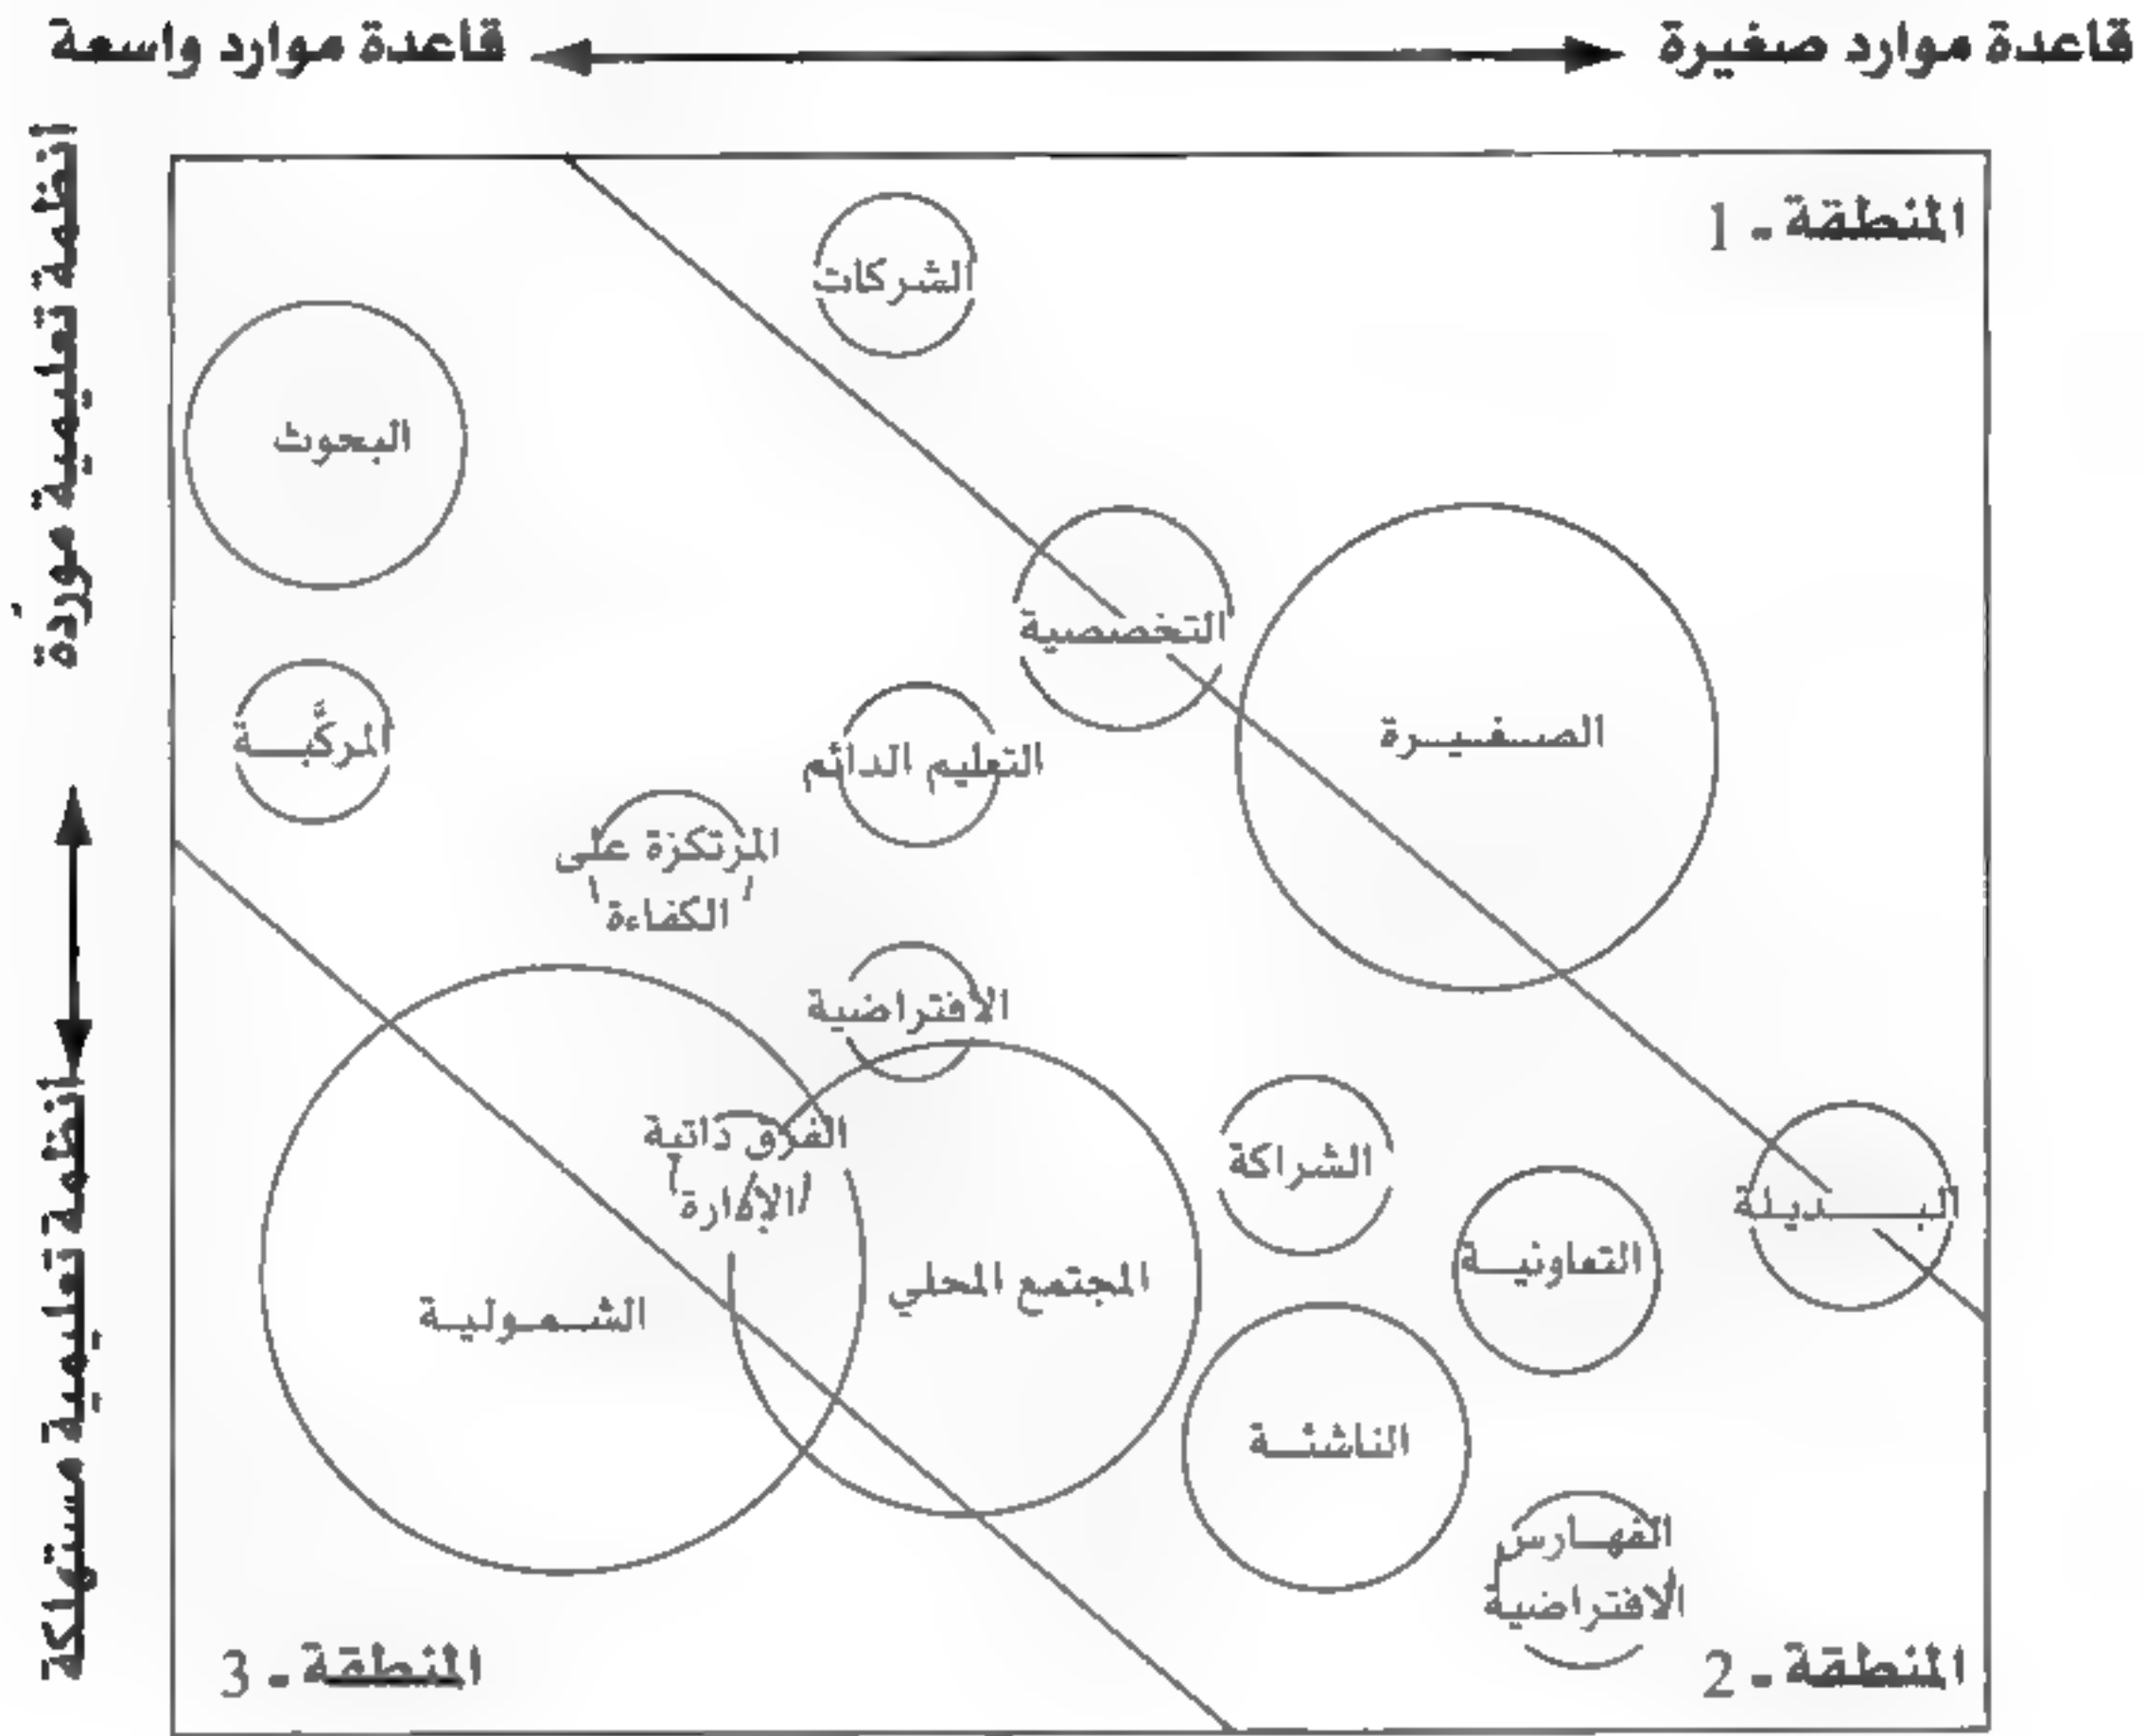 قاعدة موارد صغيرة
قاعدة موارد واسعة
أنظمة تعليمية مورِّدة
أنظمة تعليمية مستهلكة
المنطقة - 1
الشركات
البحوث
التخصصية
الصغيرة
المركَّبة
التعليم الدائم
المرتكزة على
الكفاءة
الافتراضية
الفرق ذاتية
الإدارة
الشراكة
البديلة
التعاونية
المجتمع المحلي
الشمولية
الناشئة
الفهارس
الافتراضية
المنطقة - 2
المنطقة - 3